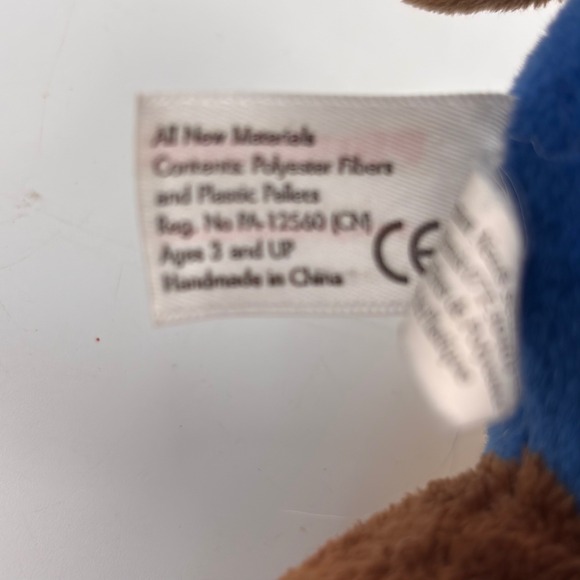 All New Materials
Contents: Polyester Fibers
and Plastic Pellets
Reg. No PA-12560 (CN)
Ages 3 and UP
Handmade in China
CE